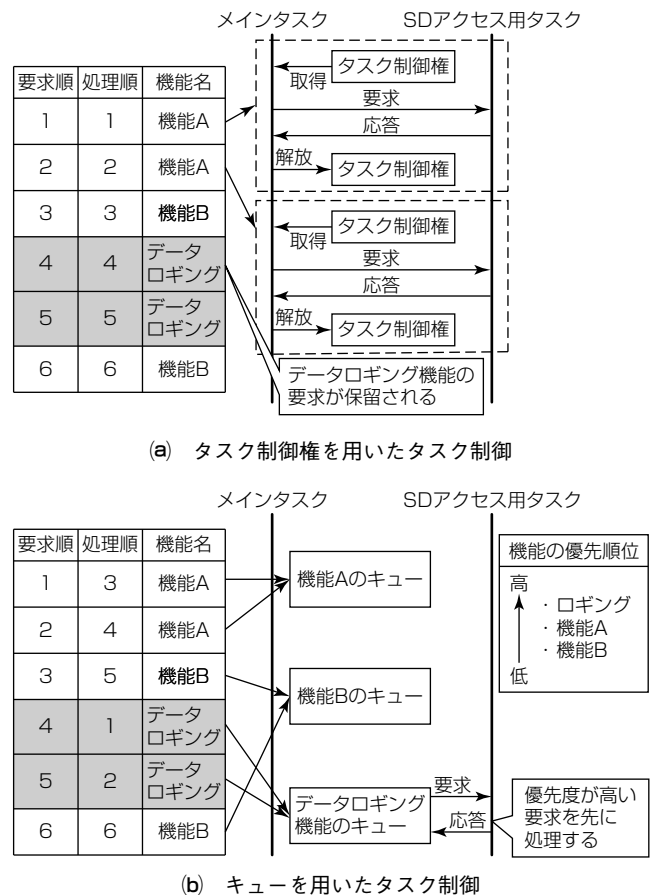 メインタスク SDアクセス用タスク
要求順 処理順 機能名
1 1 機能A
2 2 機能A
3 3 機能B
4 4 データ
ロギング
5 5 データ
ロギング
6 6 機能B
タスク制御権
取得
要求
応答
解放
タスク制御権
タスク制御権
取得
要求
応答
解放
タスク制御権
データロギング機能の
要求が保留される
(a) タスク制御権を用いたタスク制御
メインタスク SDアクセス用タスク
要求順 処理順 機能名
1 3 機能A
2 4 機能A
3 5 機能B
4 1 データ
ロギング
5 2 データ
ロギング
6 6 機能B
機能Aのキュー
機能Bのキュー
データロギング
機能のキュー
要求
応答
機能の優先順位
高
・ロギング
・機能A
・機能B
低
優先度が高い
要求を先に
処理する
(b) キューを用いたタスク制御